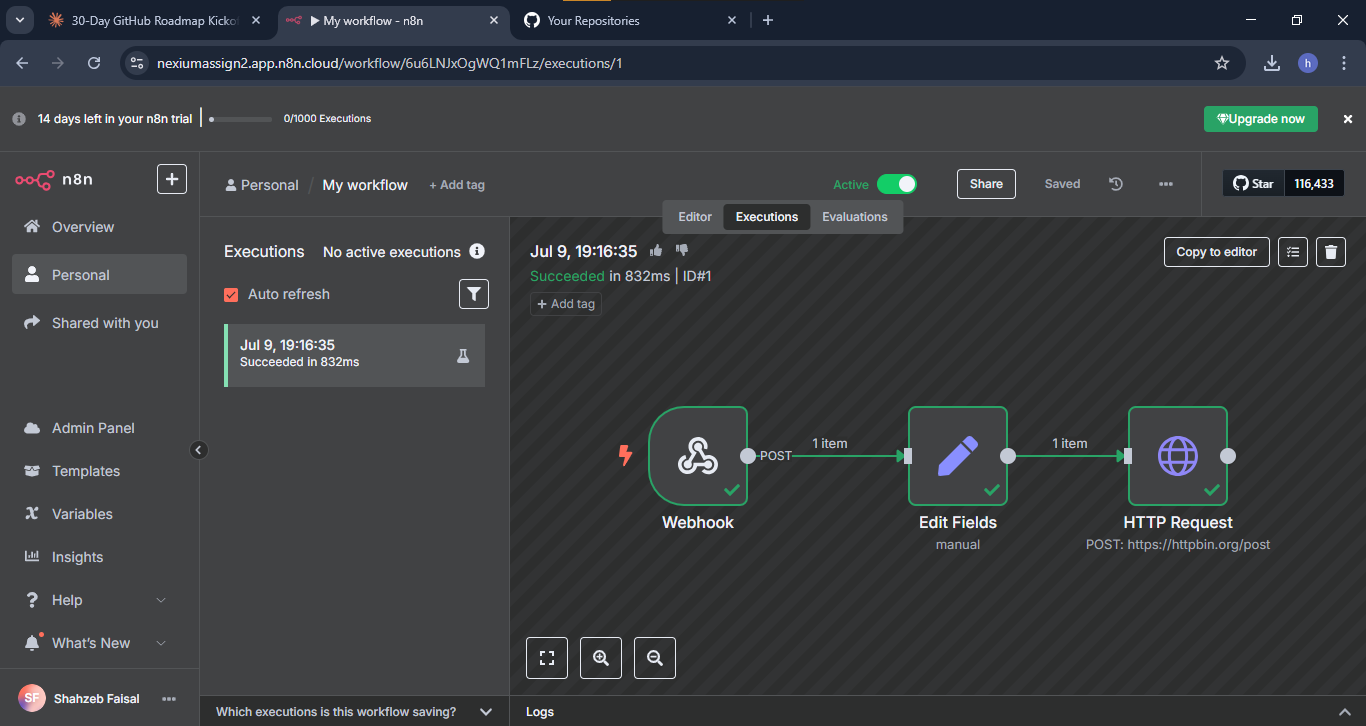 30-Day GitHub Roadmap Kickof
My workflow - n8n
Your Repositories
nexiumassign2.app.n8n.cloud/workflow/6u6LNJxOgWQ1mFLz/executions/1
h
14 days left in your n8n trial
0/1000 Executions
Upgrade now
n8n
Personal / My workflow
+ Add tag
Active
Share
Saved
Star
116,433
Editor
Executions
Evaluations
Overview
Personal
Shared with you
Admin Panel
Templates
Variables
Insights
Help
What's New
SF
Shahzeb Faisal
Executions
No active executions
Auto refresh
Jul 9, 19:16:35
Succeeded in 832ms
Jul 9, 19:16:35
Succeeded in 832ms | ID#1
+ Add tag
Copy to editor
POST
1 item
1 item
Webhook
Edit Fields
manual
HTTP Request
POST: https://httpbin.org/post
Which executions is this workflow saving?
Logs